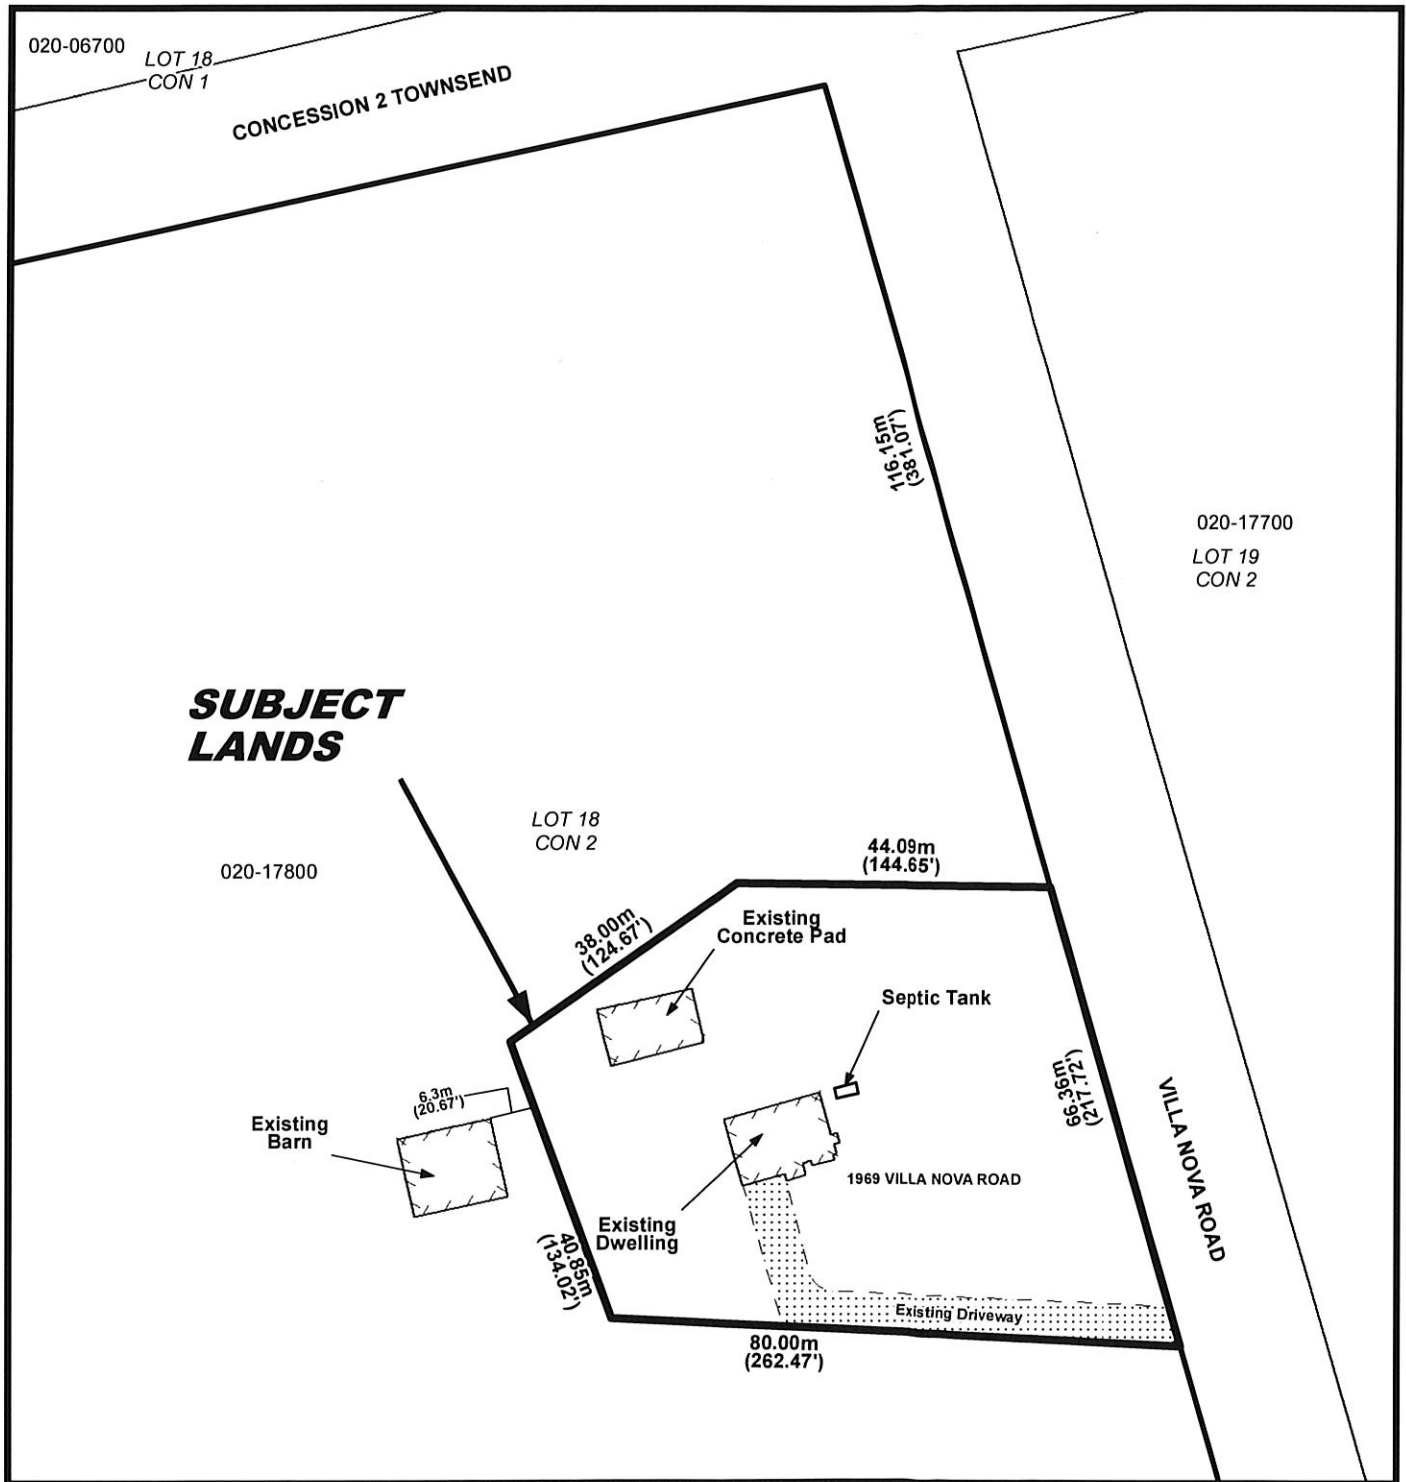 020-06700
LOT 18
CON 1
CONCESSION 2 TOWNSEND
116.15m
(381.07')
020-17700
LOT 19
CON 2
SUBJECT
LANDS
LOT 18
CON 2
020-17800
44.09m
(144.65')
38.00m
(124.67')
Existing
Concrete Pad
Septic Tank
66.36m
(217.72')
VILLA NOVA ROAD
6.3m
(20.67')
Existing
Barn
1969 VILLA NOVA ROAD
Existing
Dwelling
40.85m
(134.02')
Existing Driveway
80.00m
(262.47')